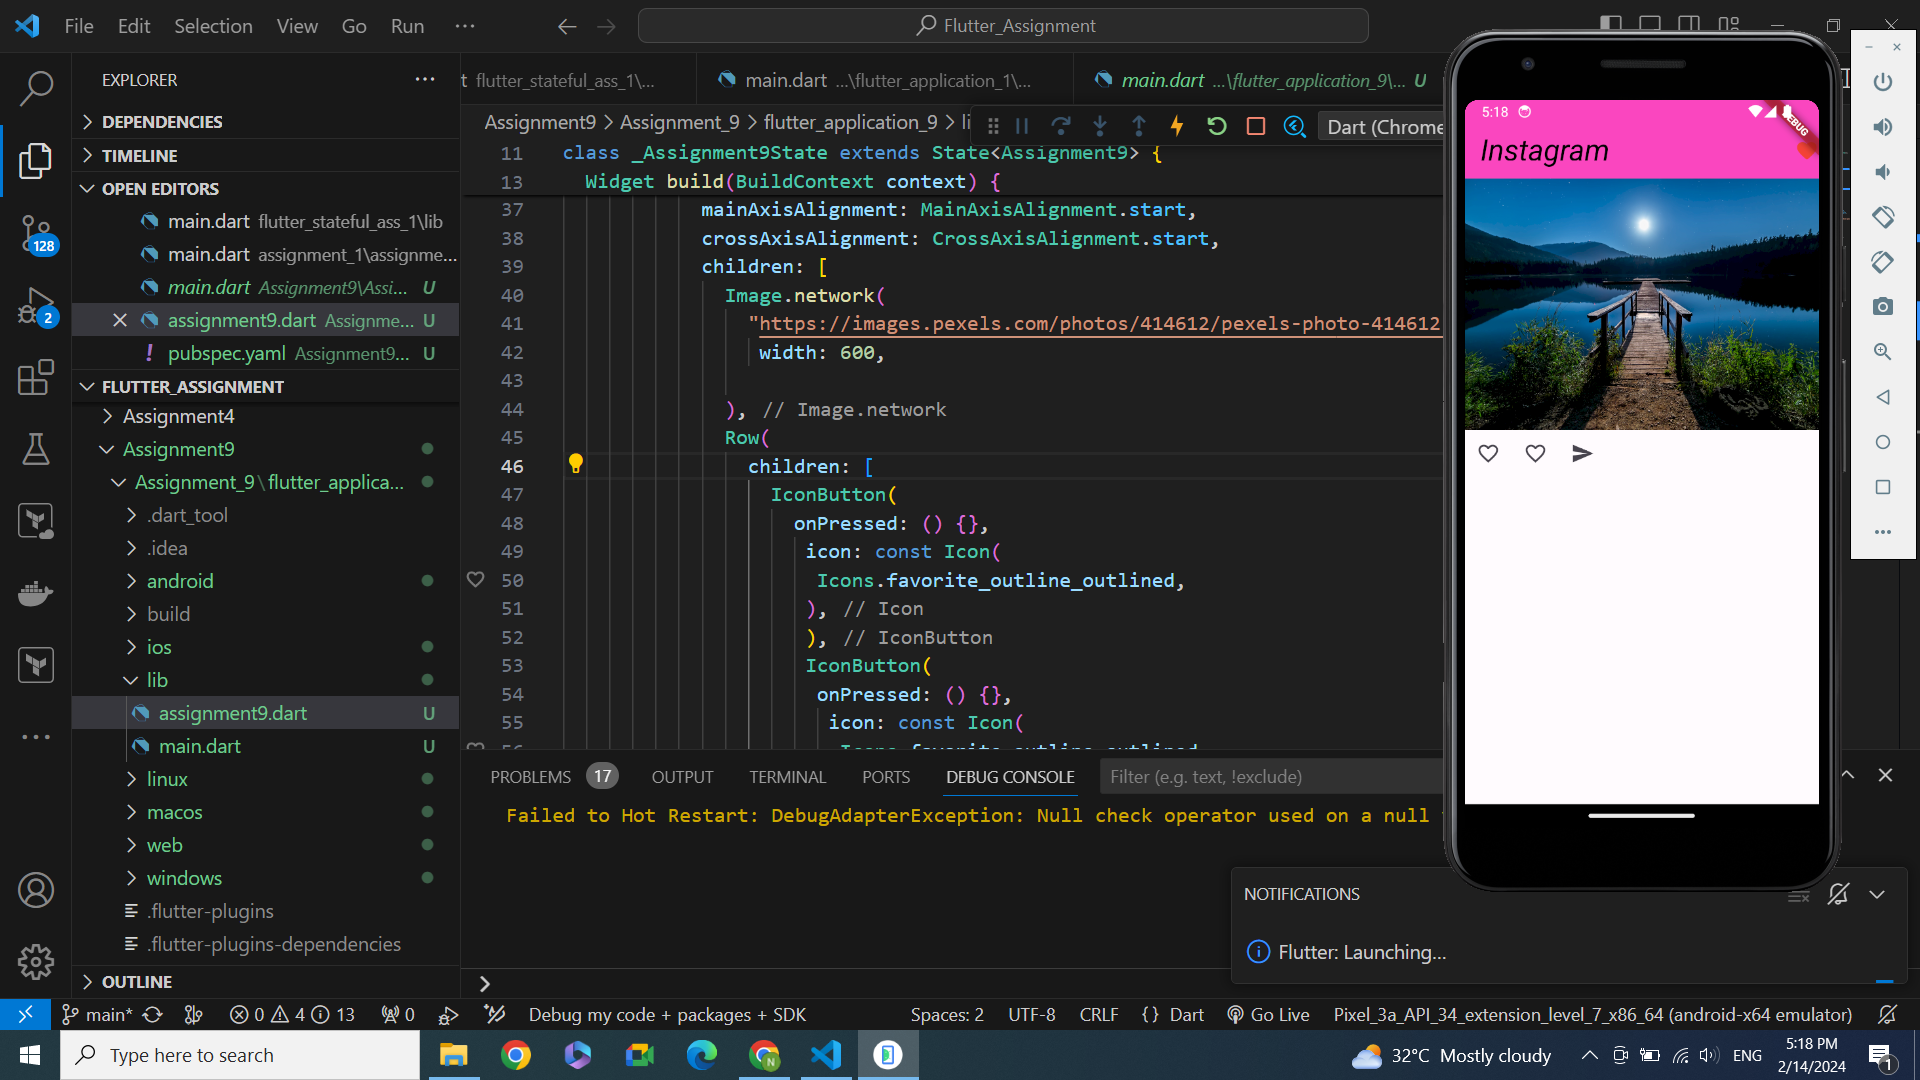 File Edit Selection View Go Run ···
Flutter_Assignment
EXPLORER
DEPENDENCIES
TIMELINE
OPEN EDITORS
main.dart flutter_stateful_ass_1\lib
main.dart assignment_1\assignme...
main.dart Assignment9\Assi... U
assignment9.dart Assignme... U
! pubspec.yaml Assignment9... U
FLUTTER_ASSIGNMENT
Assignment4
Assignment9
Assignment_9\flutter_applica...
.dart_tool
.idea
android
build
ios
lib
assignment9.dart U
main.dart U
linux
macos
web
windows
.flutter-plugins
.flutter-plugins-dependencies
OUTLINE
128
2
t flutter_stateful_ass_1\...
main.dart ...\flutter_application_1\...
main.dart ...\flutter_application_9\... U
Assignment9 > Assignment_9 > flutter_application_9 > li
Dart (Chrome
11 class _Assignment9State extends State<Assignment9> {
13 Widget build(BuildContext context) {
37 mainAxisAlignment: MainAxisAlignment.start,
38 crossAxisAlignment: CrossAxisAlignment.start,
39 children: [
40 Image.network(
41 "https://images.pexels.com/photos/414612/pexels-photo-414612
42 width: 600,
43
44 ), // Image.network
45 Row(
46 children: [
47 IconButton(
48 onPressed: () {},
49 icon: const Icon(
50 Icons.favorite_outline_outlined,
51 ), // Icon
52 ), // IconButton
53 IconButton(
54 onPressed: () {},
55 icon: const Icon(
PROBLEMS 17 OUTPUT TERMINAL PORTS DEBUG CONSOLE Filter (e.g. text, !exclude)
Failed to Hot Restart: DebugAdapterException: Null check operator used on a null
5:18
DEBUG
Instagram
NOTIFICATIONS
Flutter: Launching...
main* 0 4 13 0 Debug my code + packages + SDK Spaces: 2 UTF-8 CRLF {} Dart Go Live Pixel_3a_API_34_extension_level_7_x86_64 (android-x64 emulator)
Type here to search
32°C Mostly cloudy
ENG
5:18 PM
2/14/2024
1